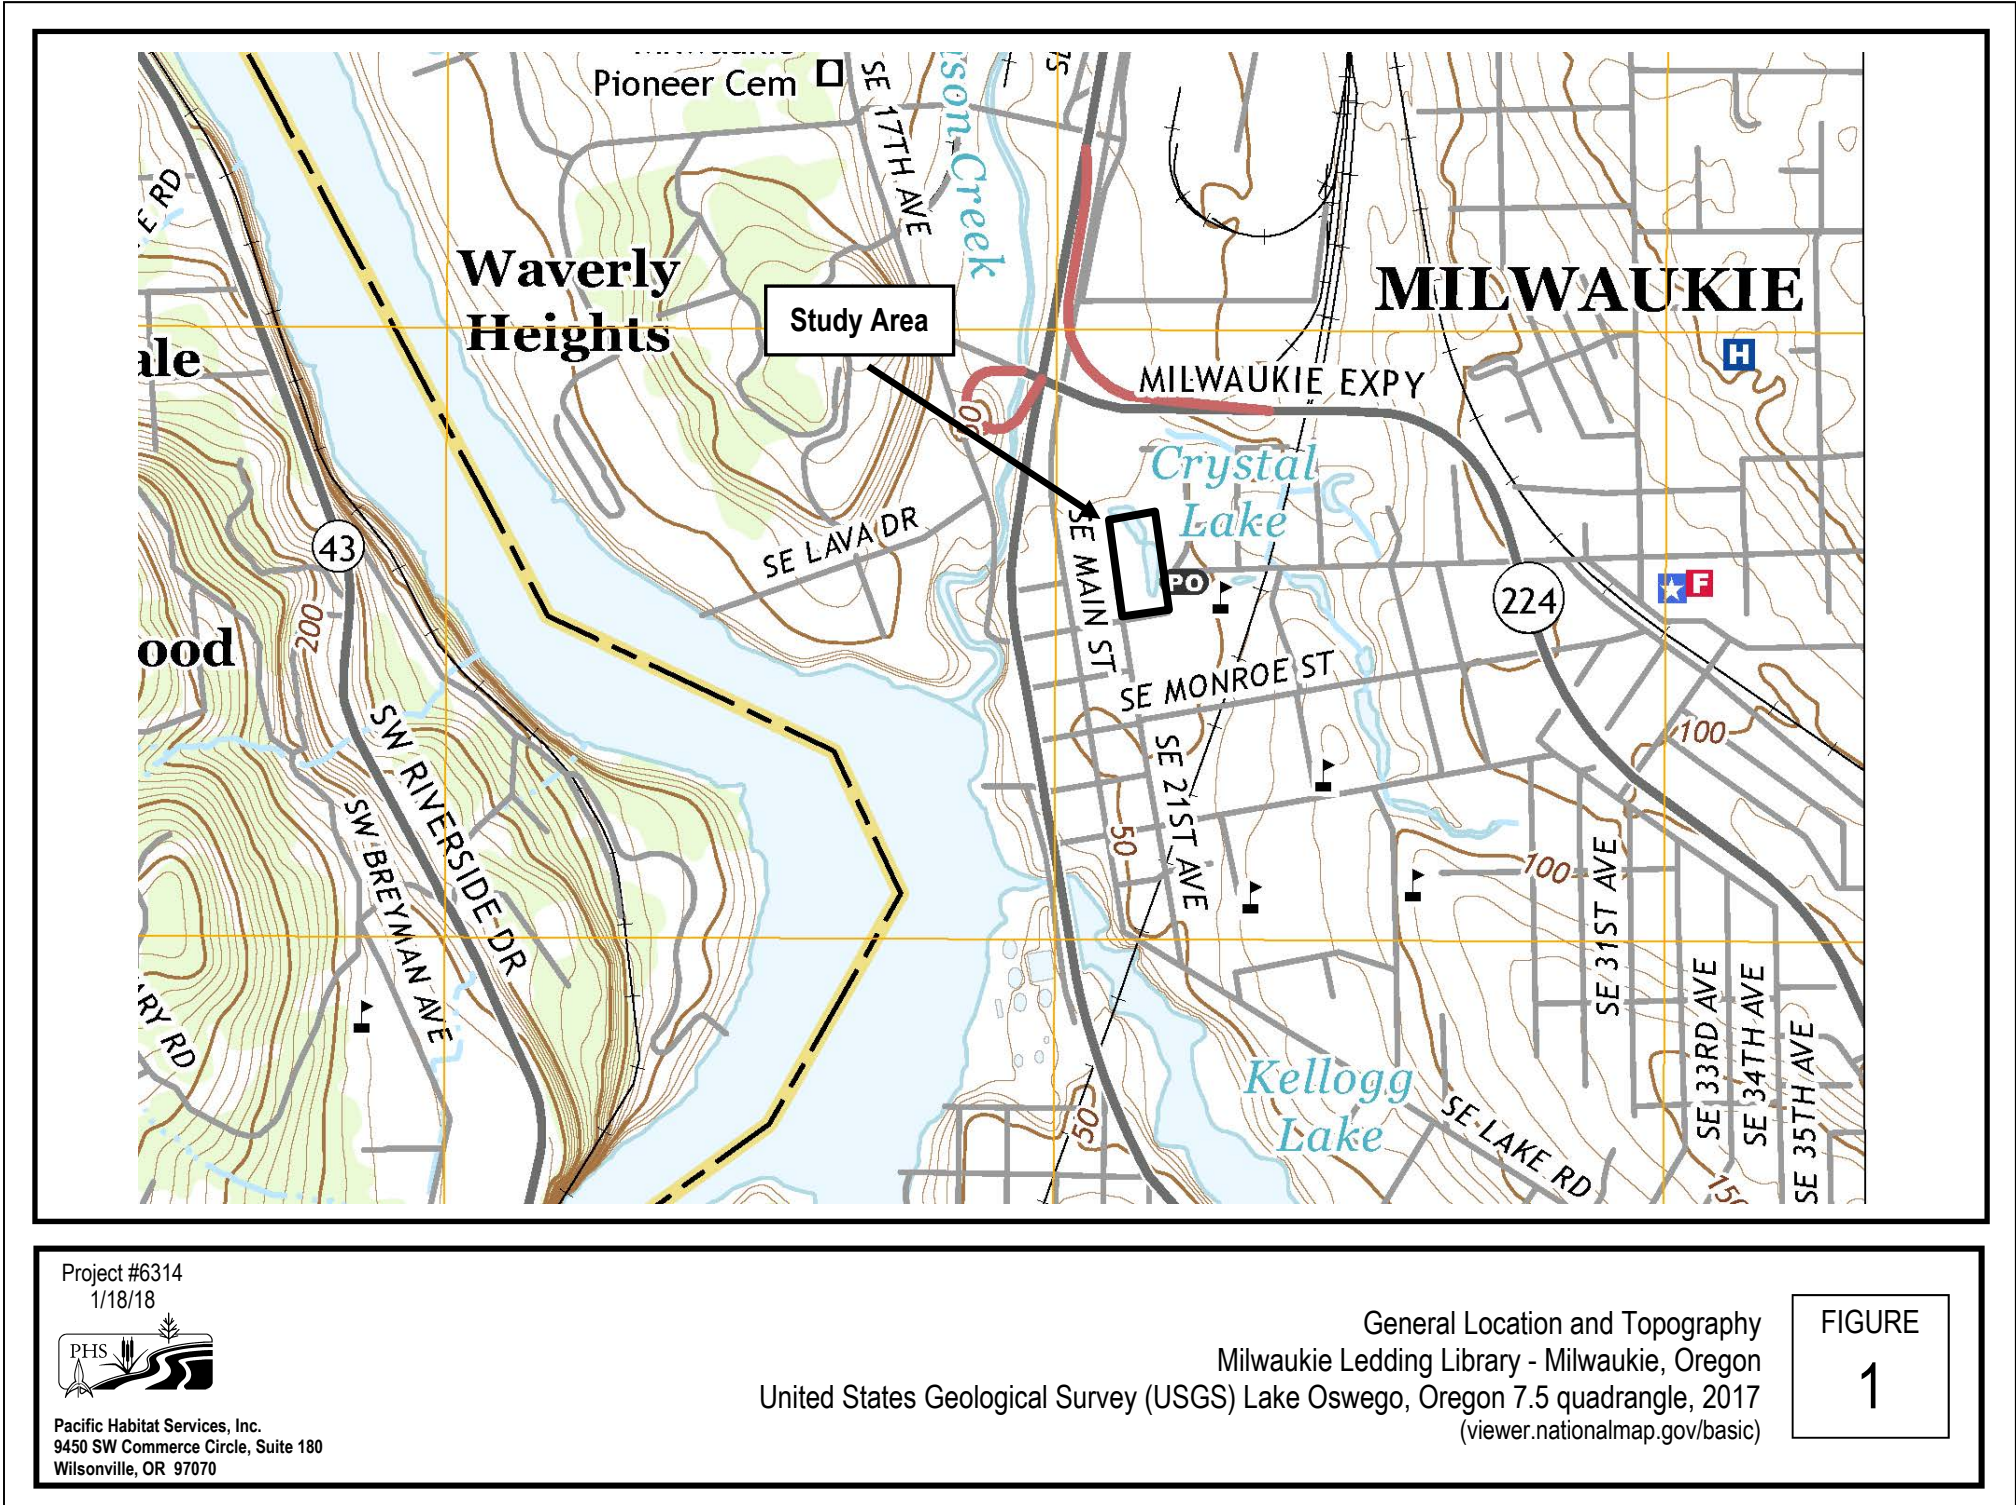 Pioneer Cem
SE 17TH AVE
Creek
E RD
Waverly
Heights
Study Area
MILWAUKIE
H
ale
MILWAUKIE EXPY
Crystal
Lake
SE LAVA DR
SE MAIN ST
43
PO
F
224
200
ood
SE MONROE ST
100
SW RIVERSIDE DR
SE 21ST AVE
SW BREYMAN AVE
50
100
SE 31ST AVE
ARY RD
SE 33RD AVE
SE 34TH AVE
SE 35TH AVE
Kellogg
Lake
50
SE LAKE RD
Project #6314
1/18/18
PHS
Pacific Habitat Services, Inc.
9450 SW Commerce Circle, Suite 180
Wilsonville, OR 97070
General Location and Topography
Milwaukie Ledding Library - Milwaukie, Oregon
United States Geological Survey (USGS) Lake Oswego, Oregon 7.5 quadrangle, 2017
(viewer.nationalmap.gov/basic)
FIGURE
1